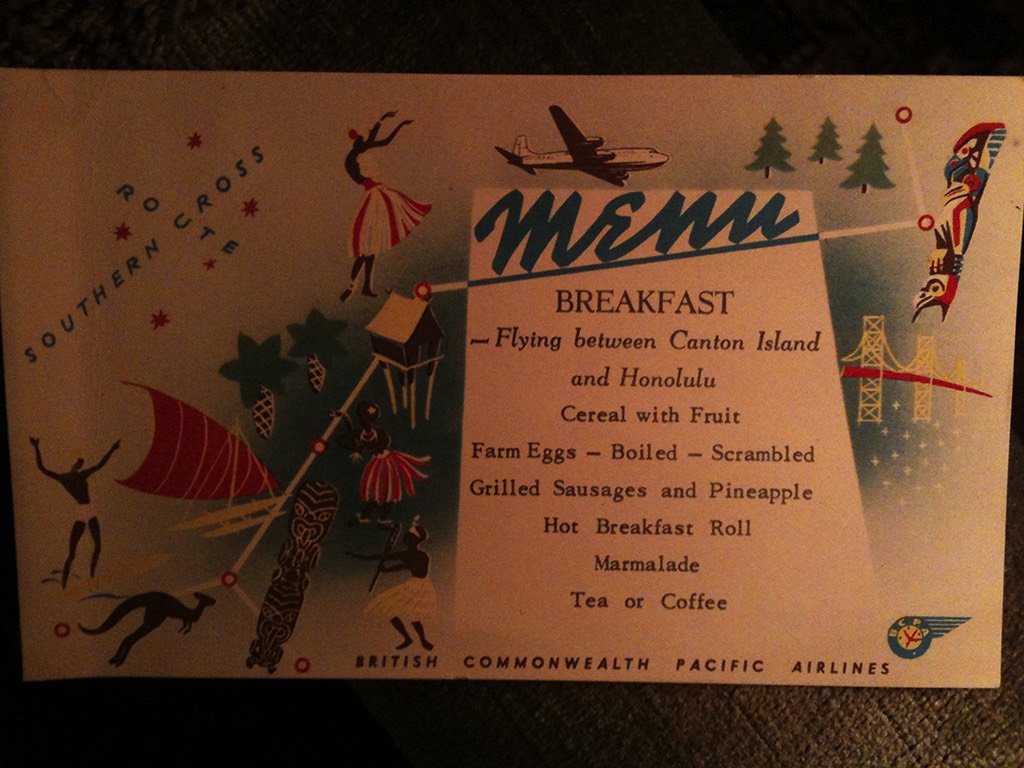 SOUTHERN CROSS
ROUTE
Menu
BREAKFAST
— Flying between Canton Island
and Honolulu
Cereal with Fruit
Farm Eggs — Boiled — Scrambled
Grilled Sausages and Pineapple
Hot Breakfast Roll
Marmalade
Tea or Coffee
BCPA
BRITISH COMMONWEALTH PACIFIC AIRLINES